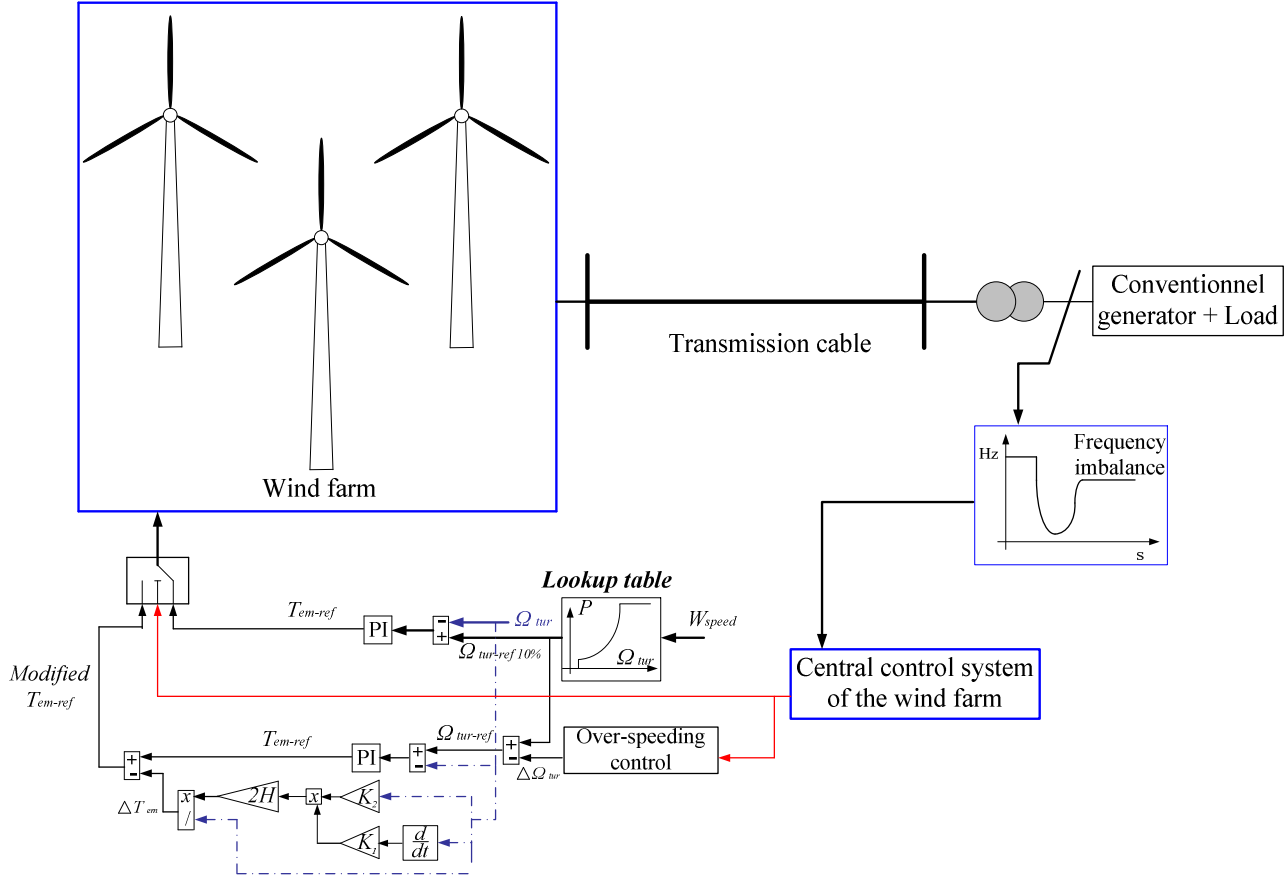 Wind farm
Transmission cable
Conventionnel
generator + Load
Hz
Frequency
imbalance
s
Lookup table
P
Ω tur
W speed
T em-ref
PI
-
+
Ω tur
Ω tur-ref 10%
Central control system
of the wind farm
Modified
T em-ref
T em-ref
PI
+
-
Ω tur-ref
+
-
ΔΩ tur
Over-speeding
control
+
-
ΔT em
x
/
2H
x
K2
K1
d
dt